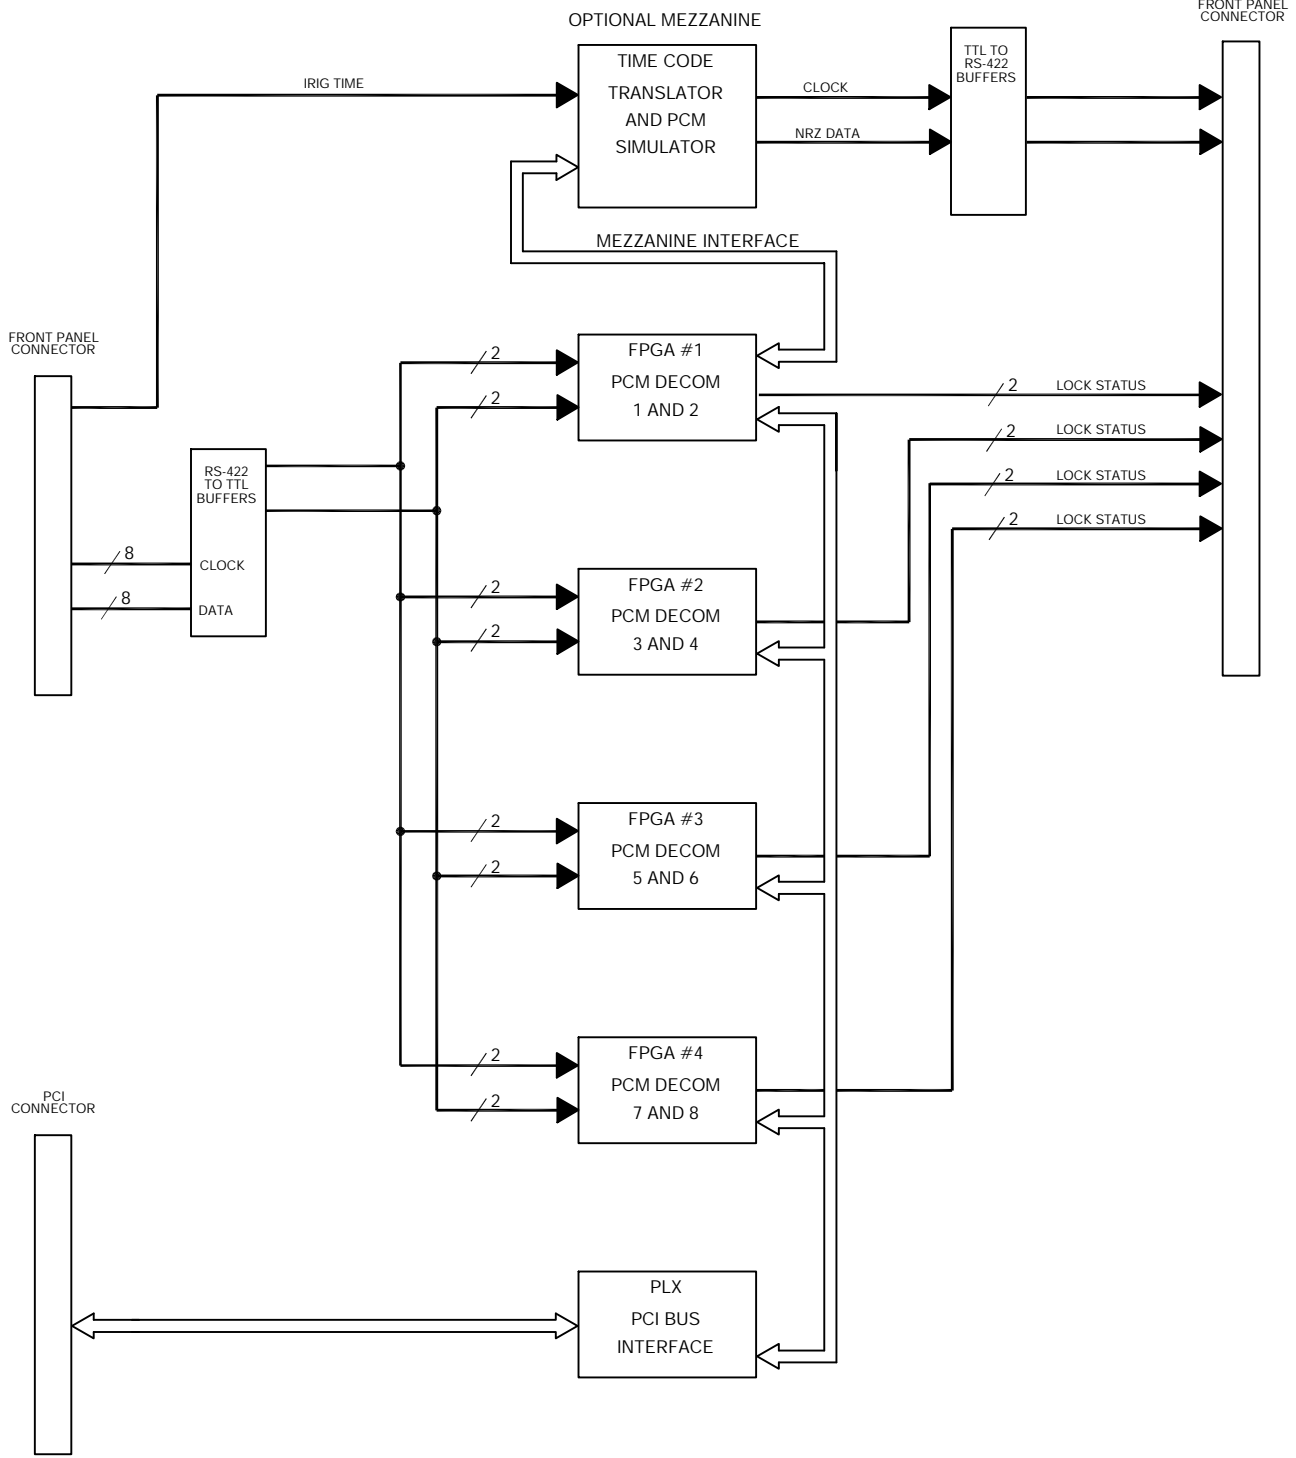 OPTIONAL MEZZANINE
FRONT PANEL
CONNECTOR
TIME CODE
TRANSLATOR
AND PCM
SIMULATOR
TTL TO
RS-422
BUFFERS
IRIG TIME
CLOCK
NRZ DATA
MEZZANINE INTERFACE
FRONT PANEL
CONNECTOR
2
2
FPGA #1
PCM DECOM
1 AND 2
2 LOCK STATUS
2 LOCK STATUS
2 LOCK STATUS
2 LOCK STATUS
RS-422
TO TTL
BUFFERS
8
CLOCK
8
DATA
2
2
FPGA #2
PCM DECOM
3 AND 4
2
2
FPGA #3
PCM DECOM
5 AND 6
2
2
FPGA #4
PCM DECOM
7 AND 8
PCI
CONNECTOR
PLX
PCI BUS
INTERFACE